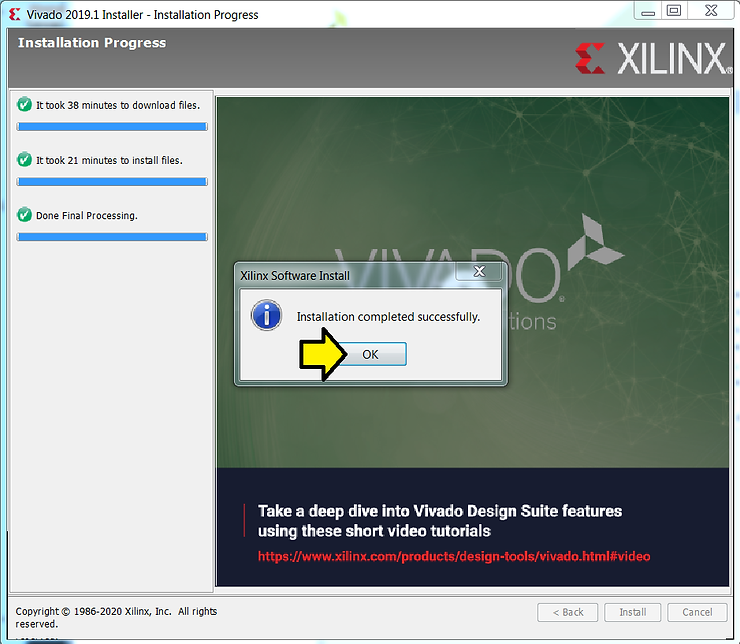 Vivado 2019.1 Installer - Installation Progress
Installation Progress
XILINX®
It took 38 minutes to download files.
It took 21 minutes to install files.
Done Final Processing.
VIVADO®
Xilinx Software Install
Installation completed successfully.
OK
Take a deep dive into Vivado Design Suite features
using these short video tutorials
https://www.xilinx.com/products/design-tools/vivado.html#video
Copyright © 1986-2020 Xilinx, Inc. All rights
reserved.
< Back
Install
Cancel